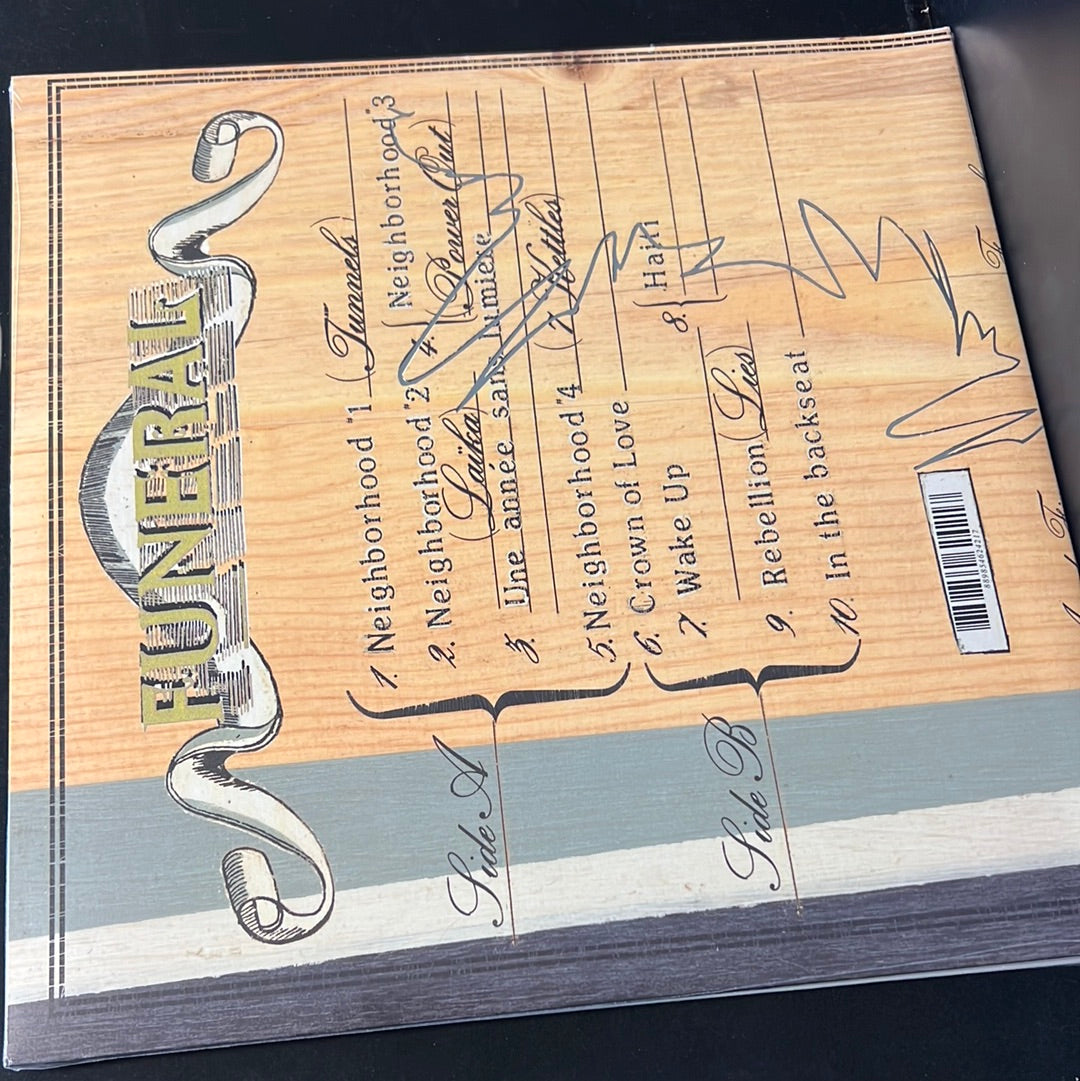 FUNERAL
Side A
1. Neighborhood #1 (Tunnels)
2. Neighborhood #2
(Laïka)
3. Une année sans lumiere
4. Neighborhood #3
(Power Out)
5. Neighborhood #4 (7 Kettles)
Side B
6. Crown of Love
7. Wake Up
8. Haiti
9. Rebellion (Lies)
10. In the backseat
889854624217